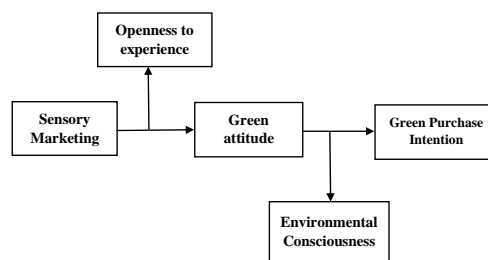 Openness to
experience
Sensory
Marketing
Green
attitude
Green Purchase
Intention
Environmental
Consciousness